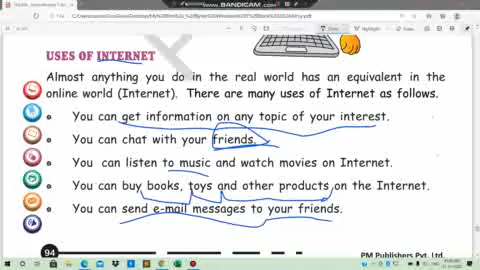 www.BANDICAM.com
USES OF INTERNET
Almost anything you do in the real world has an equivalent in the
online world (Internet). There are many uses of Internet as follows.
You can get information on any topic of your interest.
You can chat with your friends.
You can listen to music and watch movies on Internet.
You can buy books, toys and other products on the Internet.
You can send e-mail messages to your friends.
94
PM Publishers Pvt. Ltd.